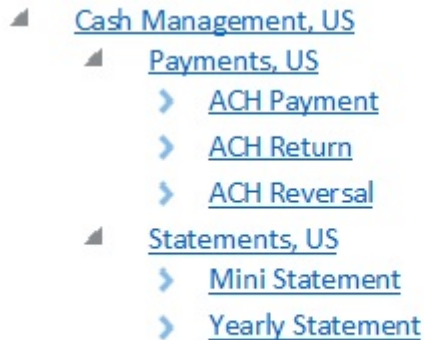 Cash Management, US
Payments, US
ACH Payment
ACH Return
ACH Reversal
Statements, US
Mini Statement
Yearly Statement